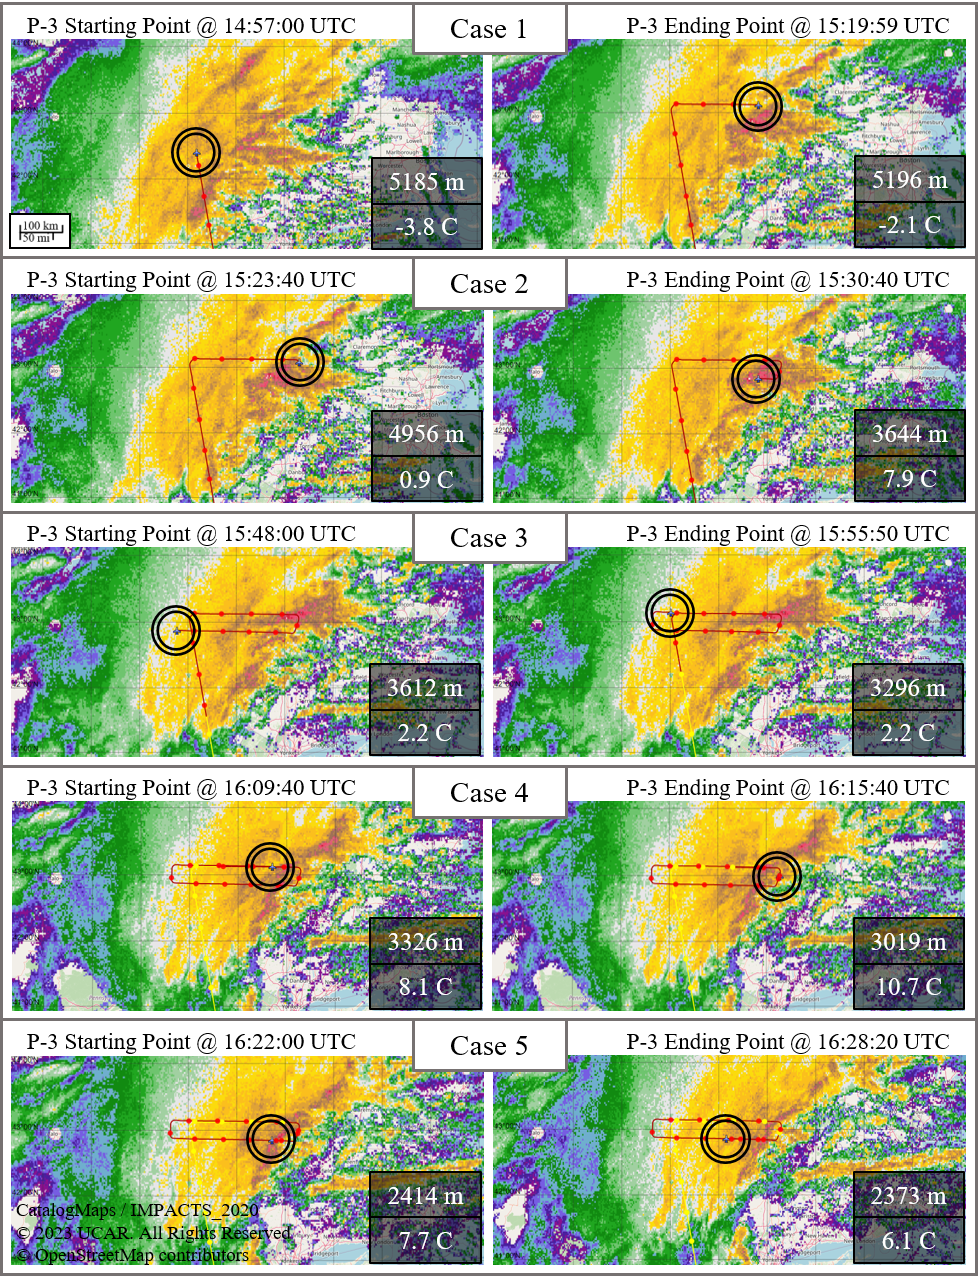 P-3 Starting Point @ 14:57:00 UTC
Case 1
P-3 Ending Point @ 15:19:59 UTC
5185 m
-3.8 C
100 km
50 mi
5196 m
-2.1 C
P-3 Starting Point @ 15:23:40 UTC
Case 2
P-3 Ending Point @ 15:30:40 UTC
4956 m
0.9 C
3644 m
7.9 C
P-3 Starting Point @ 15:48:00 UTC
Case 3
P-3 Ending Point @ 15:55:50 UTC
3612 m
2.2 C
3296 m
2.2 C
P-3 Starting Point @ 16:09:40 UTC
Case 4
P-3 Ending Point @ 16:15:40 UTC
3326 m
8.1 C
3019 m
10.7 C
P-3 Starting Point @ 16:22:00 UTC
Case 5
P-3 Ending Point @ 16:28:20 UTC
2414 m
7.7 C
2373 m
6.1 C
CatalogMaps / IMPACTS_2020
© 2023 UCAR. All Rights Reserved
© OpenStreetMap contributors